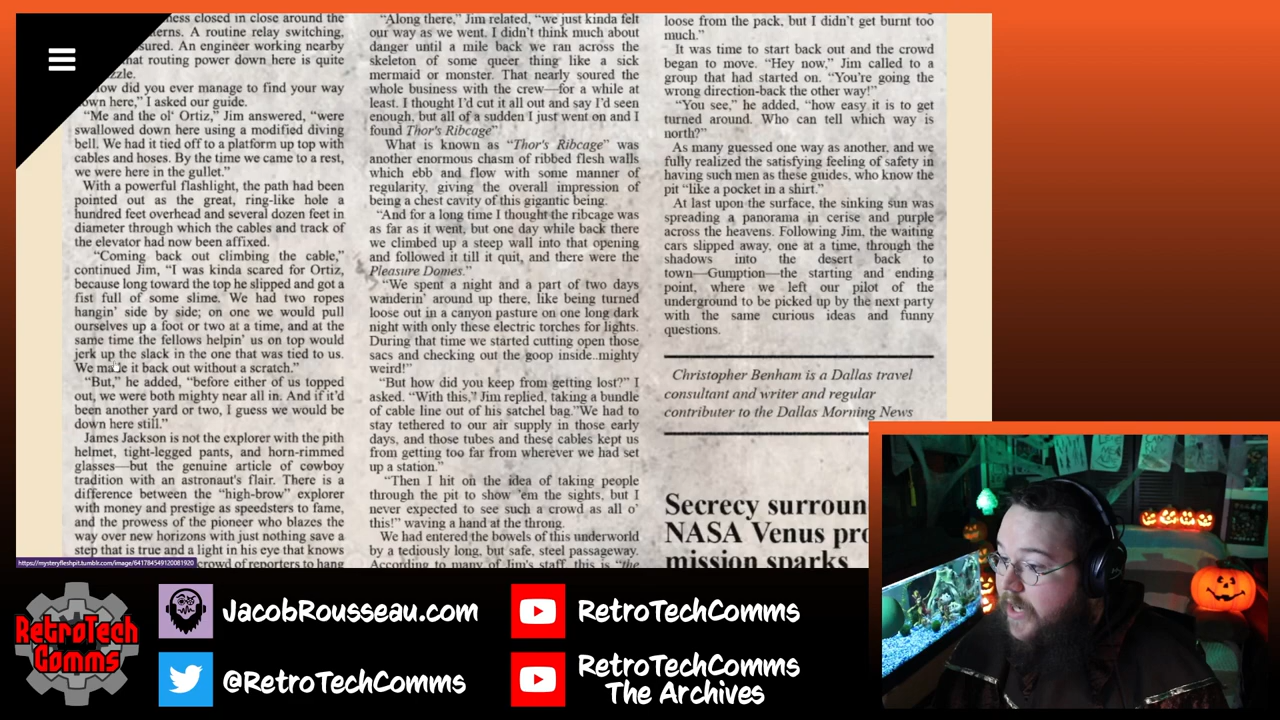 ness closed in close around the
terns. A routine relay switching,
sured. An engineer working nearby
hat routing power down here is quite
zzle.
How did you ever manage to find your way
own here,” I asked our guide.
“Me and the ol‘ Ortiz,” Jim answered, “were
swallowed down here using a modified diving
bell. We had it tied off to a platform up top with
cables and hoses. By the time we came to a rest,
we were here in the gullet.”
With a powerful flashlight, the path had been
pointed out as the great, ring-like hole a
hundred feet overhead and several dozen feet in
diameter through which the cables and track of
the elevator had now been affixed.
“Coming back out climbing the cable,”
continued Jim, “I was kinda scared for Ortiz,
because long toward the top he slipped and got a
fist full of some slime. We had two ropes
hangin’ side by side; on one we would pull
ourselves up a foot or two at a time, and at the
same time the fellows helpin’ us on top would
jerk up the slack in the one that was tied to us.
We made it back out without a scratch.”
“But,” he added, “before either of us topped
out, we were both mighty near all in. And if it’d
been another yard or two, I guess we would be
down here still.”
James Jackson is not the explorer with the pith
helmet, tight-legged pants, and horn-rimmed
glasses—but the genuine article of cowboy
tradition with an astronaut's flair. There is a
difference between the “high-brow” explorer
with money and prestige as speedsters to fame,
and the prowess of the pioneer who blazes the
way over new horizons with just nothing save a
step that is true and a light in his eye that knows
crowd of reporters to hang
“Along there,” Jim related, “we just kinda felt
our way as we went. I didn’t think much about
danger until a mile back we ran across the
skeleton of some queer thing like a sick
mermaid or monster. That nearly soured the
whole business with the crew—for a while at
least. I thought I’d cut it all out and say I’d seen
enough, but all of a sudden I just went on and I
found Thor's Ribcage”
What is known as “Thor's Ribcage” was
another enormous chasm of ribbed flesh walls
which ebb and flow with some manner of
regularity, giving the overall impression of
being a chest cavity of this gigantic being.
“And for a long time I thought the ribcage was
as far as it went, but one day while back there
we climbed up a steep wall into that opening
and followed it till it quit, and there were the
Pleasure Domes.”
“We spent a night and a part of two days
wanderin’ around up there, like being turned
loose out in a canyon pasture on one long dark
night with only these electric torches for lights.
During that time we started cutting open those
sacs and checking out the goop inside..mighty
weird!”
“But how did you keep from getting lost?” I
asked. “With this,” Jim replied, taking a bundle
of cable line out of his satchel bag.”We had to
stay tethered to our air supply in those early
days, and those tubes and these cables kept us
from getting too far from wherever we had set
up a station.”
“Then I hit on the idea of taking people
through the pit to show ’em the sights, but I
never expected to see such a crowd as all o’
this!” waving a hand at the throng.
We had entered the bowels of this underworld
by a tediously long, but safe, steel passageway.
According to many of Jim's staff, this is “the
loose from the pack, but I didn’t get burnt too
much.”
It was time to start back out and the crowd
began to move. “Hey now,” Jim called to a
group that had started on. “You’re going the
wrong direction-back the other way!”
“You see,” he added, “how easy it is to get
turned around. Who can tell which way is
north?”
As many guessed one way as another, and we
fully realized the satisfying feeling of safety in
having such men as these guides, who know the
pit “like a pocket in a shirt.”
At last upon the surface, the sinking sun was
spreading a panorama in cerise and purple
across the heavens. Following Jim, the waiting
cars slipped away, one at a time, through the
shadows into the desert back to
town—Gumption—the starting and ending
point, where we left our pilot of the
underground to be picked up by the next party
with the same curious ideas and funny
questions.
Christopher Benham is a Dallas travel
consultant and writer and regular
contributer to the Dallas Morning News
Secrecy surroun
NASA Venus pro
mission sparks
https://mysteryfleshpit.tumblr.com/image/641784549120081920
RetroTech
Comms
JacobRousseau.com
@RetroTechComms
RetroTechComms
RetroTechComms
The Archives